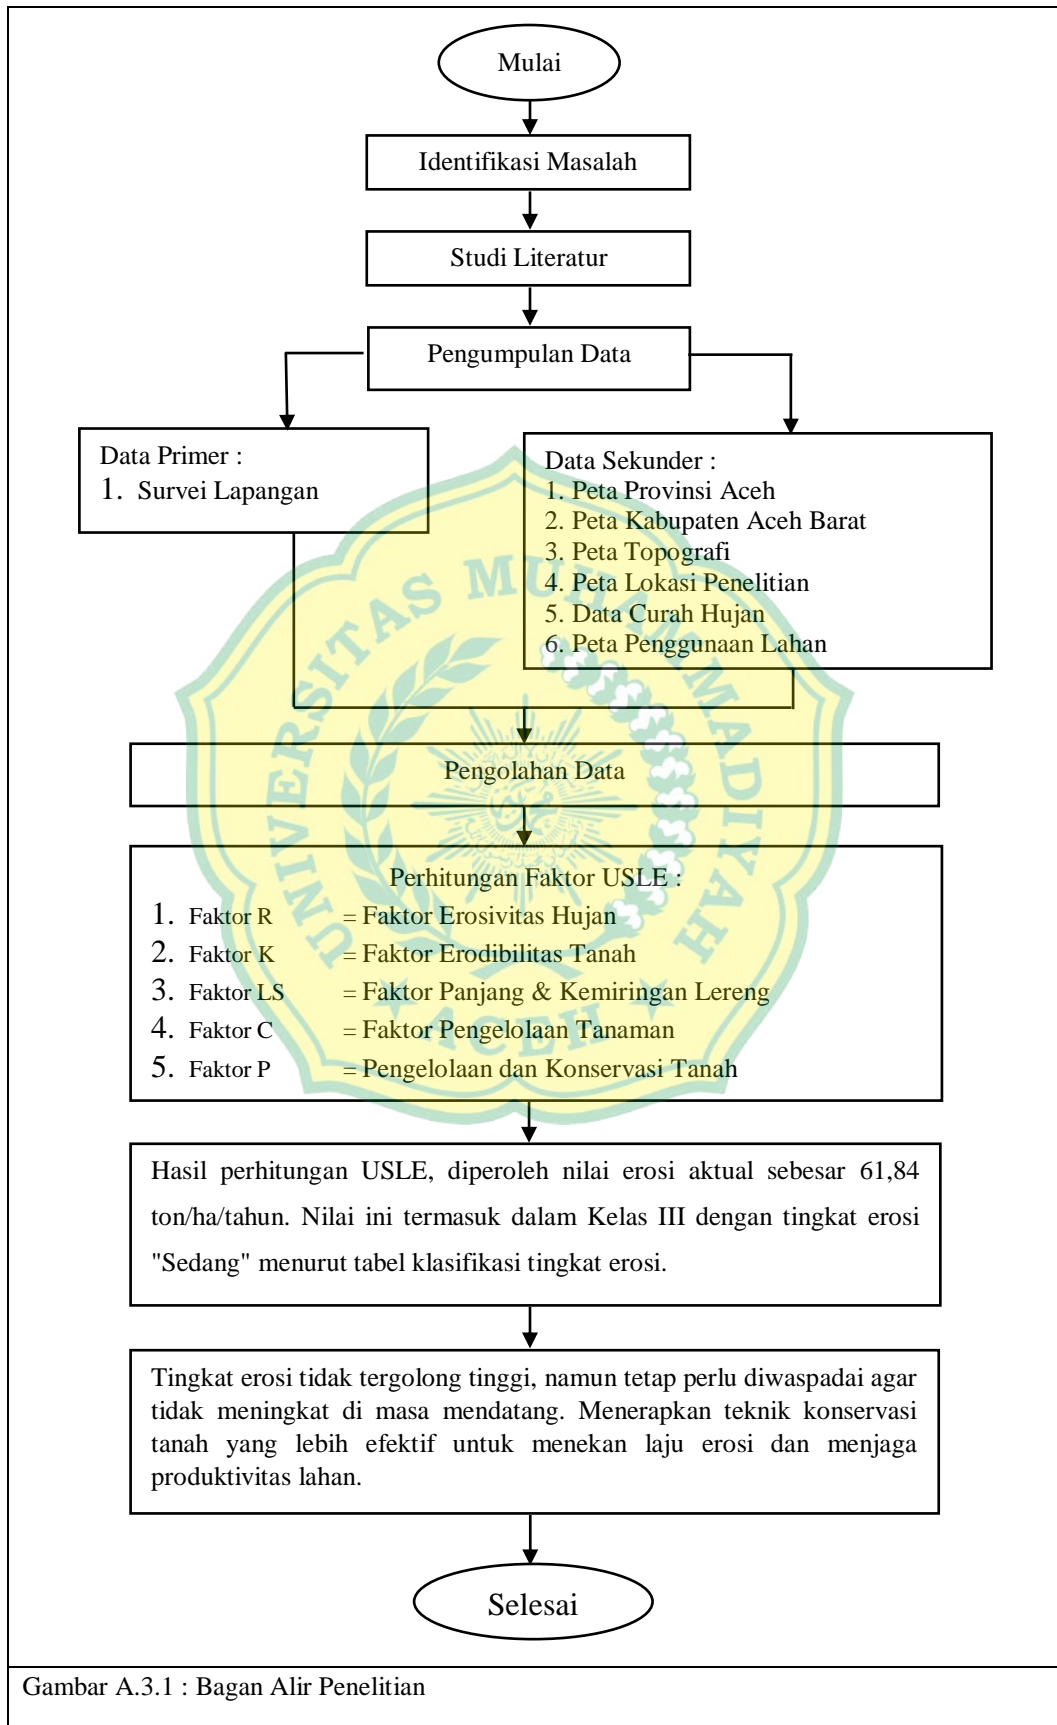 Mulai
Identifikasi Masalah
Studi Literatur
Pengumpulan Data
Data Primer :
1. Survei Lapangan
Data Sekunder :
1. Peta Provinsi Aceh
2. Peta Kabupaten Aceh Barat
3. Peta Topografi
4. Peta Lokasi Penelitian
5. Data Curah Hujan
6. Peta Penggunaan Lahan
UNIVERSITAS MUHAMMADIYAH
ACEH
Pengolahan Data
Perhitungan Faktor USLE :
1. Faktor R = Faktor Erosivitas Hujan
2. Faktor K = Faktor Erodibilitas Tanah
3. Faktor LS = Faktor Panjang & Kemiringan Lereng
4. Faktor C = Faktor Pengelolaan Tanaman
5. Faktor P = Pengelolaan dan Konservasi Tanah
Hasil perhitungan USLE, diperoleh nilai erosi aktual sebesar 61,84
ton/ha/tahun. Nilai ini termasuk dalam Kelas III dengan tingkat erosi
"Sedang" menurut tabel klasifikasi tingkat erosi.
Tingkat erosi tidak tergolong tinggi, namun tetap perlu diwaspadai agar
tidak meningkat di masa mendatang. Menerapkan teknik konservasi
tanah yang lebih efektif untuk menekan laju erosi dan menjaga
produktivitas lahan.
Selesai
Gambar A.3.1 : Bagan Alir Penelitian